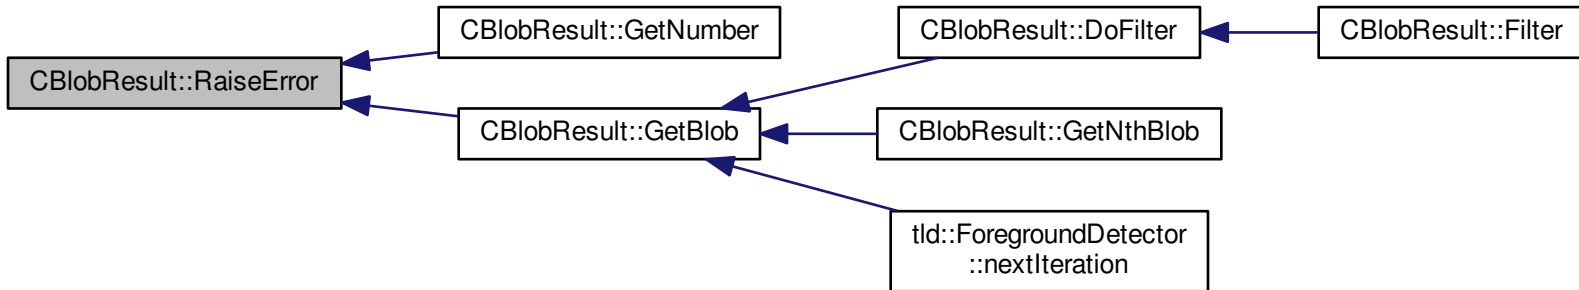 CBlobResult::RaiseError
CBlobResult::GetNumber
CBlobResult::GetBlob
CBlobResult::DoFilter
CBlobResult::Filter
CBlobResult::GetNthBlob
tld::ForegroundDetector
::nextIteration